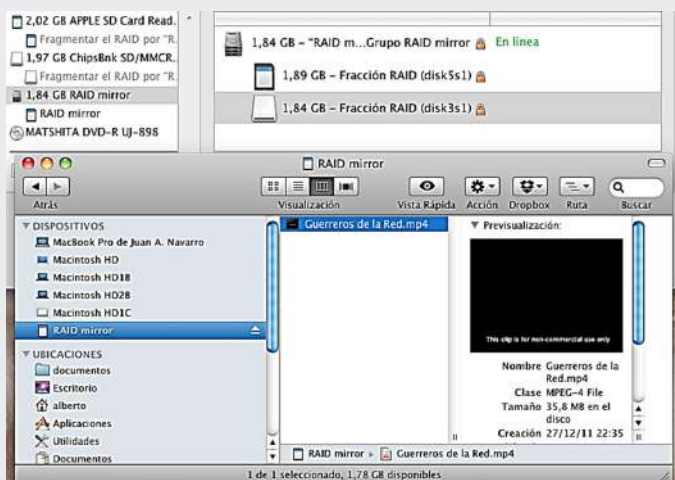 2,02 GB APPLE SD Card Read.
Fragmentar el RAID por "R.
1,97 GB ChipsBnk SD/MMCR..
Fragmentar el RAID por "R.
1,84 GB RAID mirror
RAID mirror
MATSHITA DVD-R UJ-898
1,84 GB – "RAID m...Grupo RAID mirror En línea
1,89 GB – Fracción RAID (disk5s1)
1,84 GB – Fracción RAID (disk3s1)
RAID mirror
Atrás Visualización Vista Rápida Acción Dropbox Ruta Buscar
DISPOSITIVOS
MacBook Pro de Juan A. Navarro
Macintosh HD
Macintosh HD1B
Macintosh HD2B
Macintosh HD1C
RAID mirror
UBICACIONES
documentos
Escritorio
alberto
Aplicaciones
Utilidades
Documentos
Guerreros de la Red.mp4
Previsualización:
This clip is for non-commercial use only
Nombre Guerreros de la
Red.mp4
Clase MPEG-4 File
Tamaño 35,8 MB en el
disco
Creación 27/12/11 22:35
RAID mirror ▸ Guerreros de la Red.mp4
1 de 1 seleccionado, 1,78 GB disponibles